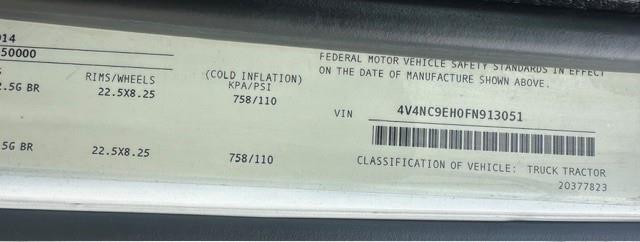 014
50000
RIMS/WHEELS
(COLD INFLATION)
KPA/PSI
.5G BR 22.5X8.25 758/110
5G BR 22.5X8.25 758/110
FEDERAL MOTOR VEHICLE SAFETY STANDARDS IN EFFECT
ON THE DATE OF MANUFACTURE SHOWN ABOVE.
VIN 4V4NC9EH0FN913051
CLASSIFICATION OF VEHICLE: TRUCK TRACTOR
20377823